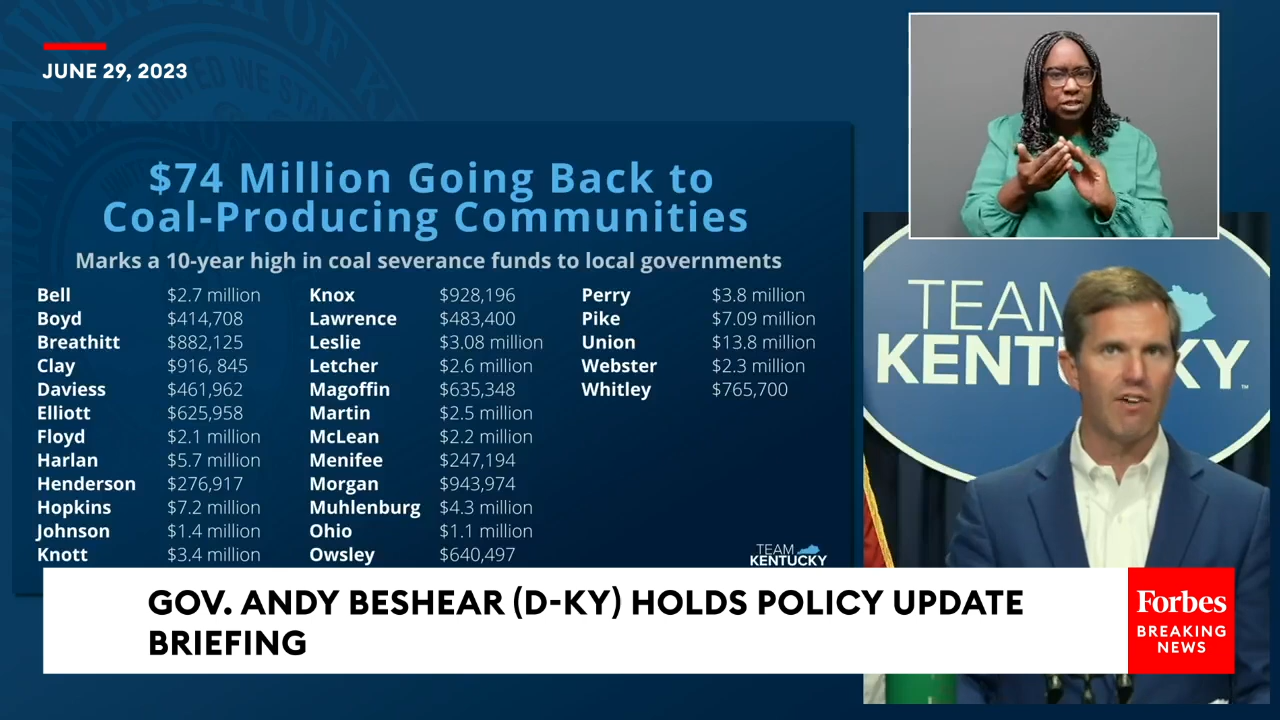 JUNE 29, 2023
UNITED WE STAND
$74 Million Going Back to
Coal-Producing Communities
Marks a 10-year high in coal severance funds to local governments
Bell $2.7 million Knox $928,196 Perry $3.8 million
Boyd $414,708 Lawrence $483,400 Pike $7.09 million
Breathitt $882,125 Leslie $3.08 million Union $13.8 million
Clay $916, 845 Letcher $2.6 million Webster $2.3 million
Daviess $461,962 Magoffin $635,348 Whitley $765,700
Elliott $625,958 Martin $2.5 million
Floyd $2.1 million McLean $2.2 million
Harlan $5.7 million Menifee $247,194
Henderson $276,917 Morgan $943,974
Hopkins $7.2 million Muhlenburg $4.3 million
Johnson $1.4 million Ohio $1.1 million
Knott $3.4 million Owsley $640,497
TEAM
KENTUCKY
TEAM
KENTUCKY™
GOV. ANDY BESHEAR (D-KY) HOLDS POLICY UPDATE
BRIEFING
Forbes
BREAKING
NEWS